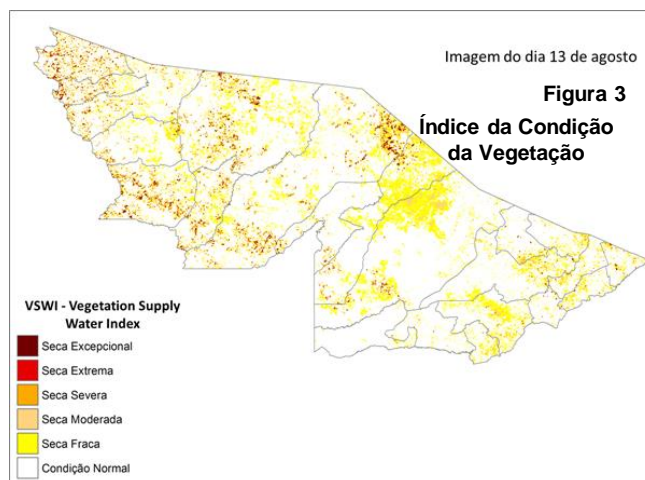 Imagem do dia 13 de agosto
Figura 3
Índice da Condição
da Vegetação
VSWI - Vegetation Supply
Water Index
Seca Excepcional
Seca Extrema
Seca Severa
Seca Moderada
Seca Fraca
Condição Normal